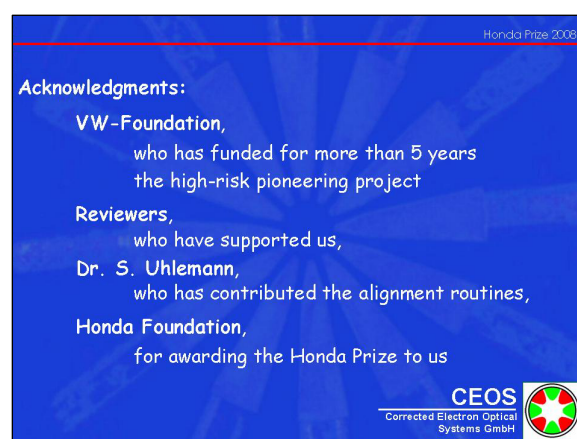 Honda Prize 2008
Acknowledgments:
VW-Foundation,
who has funded for more than 5 years
the high-risk pioneering project
Reviewers,
who have supported us,
Dr. S. Uhlemann,
who has contributed the alignment routines,
Honda Foundation,
for awarding the Honda Prize to us
CEOS
Corrected Electron Optical
Systems GmbH